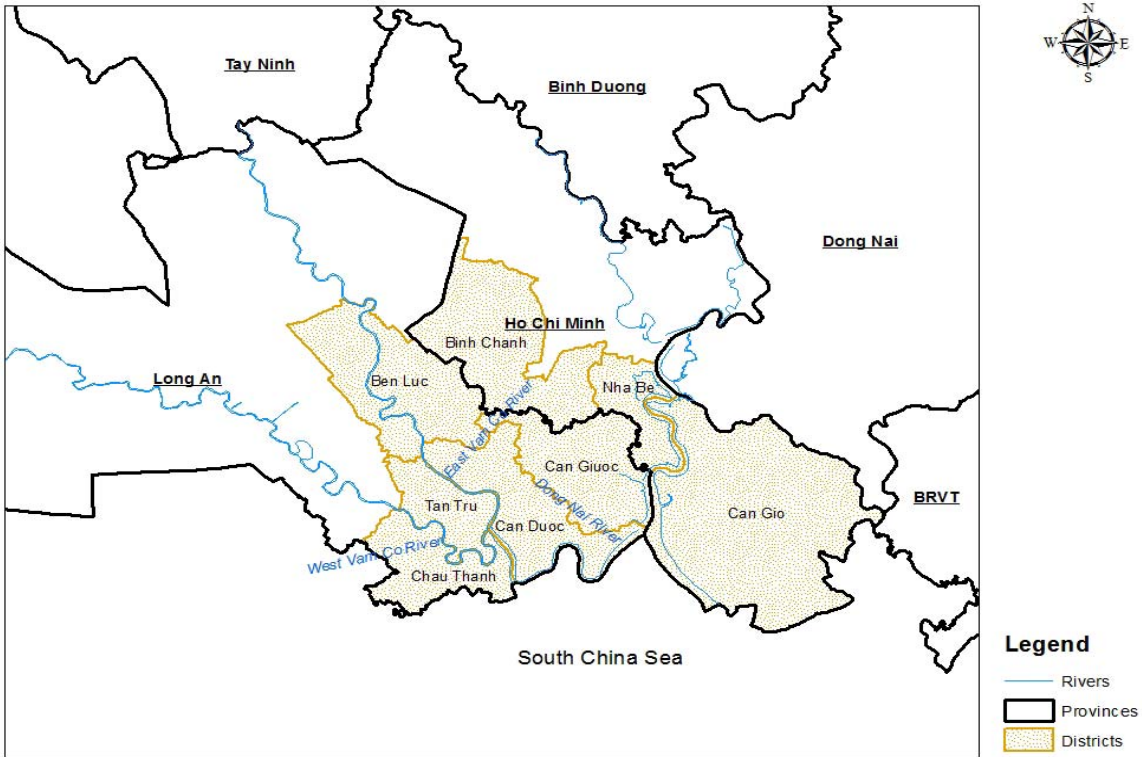 N
W E
S
Tay Ninh
Binh Duong
Dong Nai
Ho Chi Minh
Binh Chanh
Long An
Ben Luc
Nha Be
East Vam Co River
Can Giuoc
Dong Nai River
BRVT
Tan Tru
Can Duoc
Can Gio
West Vam Co River
Chau Thanh
South China Sea
Legend
Rivers
Provinces
Districts